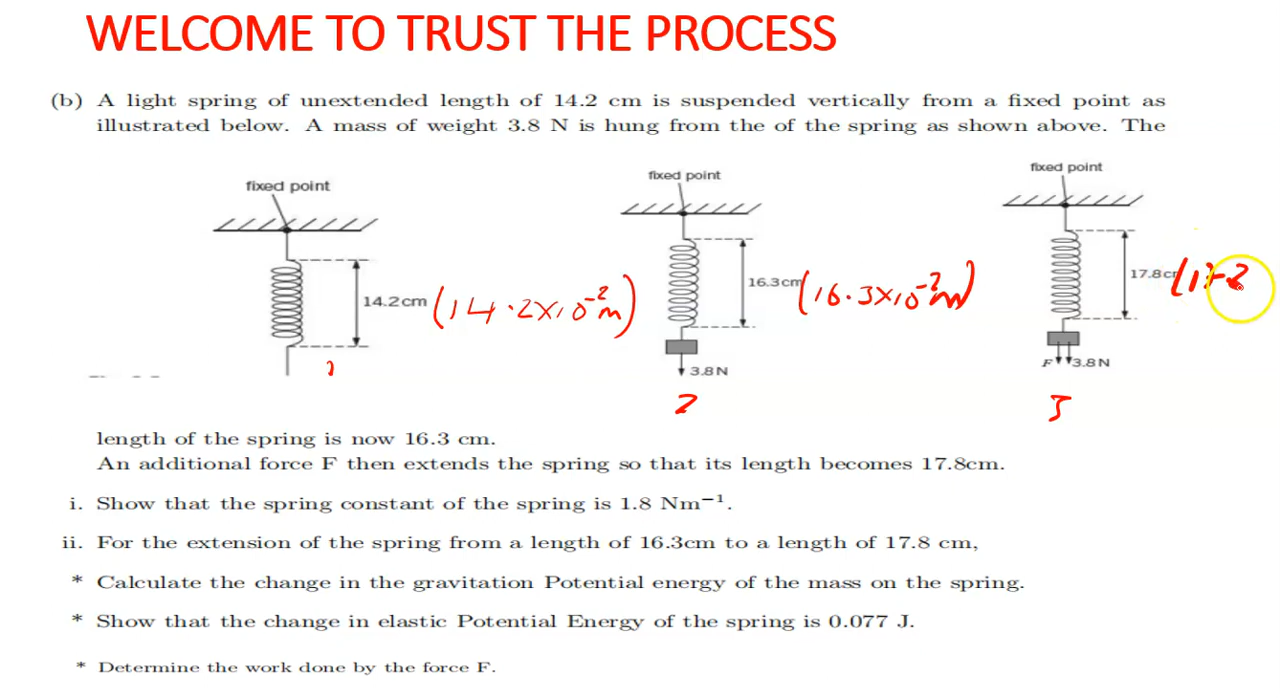 WELCOME TO TRUST THE PROCESS
(b) A light spring of unextended length of 14.2 cm is suspended vertically from a fixed point as
illustrated below. A mass of weight 3.8 N is hung from the of the spring as shown above. The
fixed point
fixed point
fixed point
14.2cm (14.2x10⁻²m)
16.3cm (16.3x10⁻²m)
17.8c (17.8
3.8N
F 3.8N
1
2
3
length of the spring is now 16.3 cm.
An additional force F then extends the spring so that its length becomes 17.8cm.
i. Show that the spring constant of the spring is 1.8 Nm⁻¹.
ii. For the extension of the spring from a length of 16.3cm to a length of 17.8 cm,
* Calculate the change in the gravitation Potential energy of the mass on the spring.
* Show that the change in elastic Potential Energy of the spring is 0.077 J.
* Determine the work done by the force F.